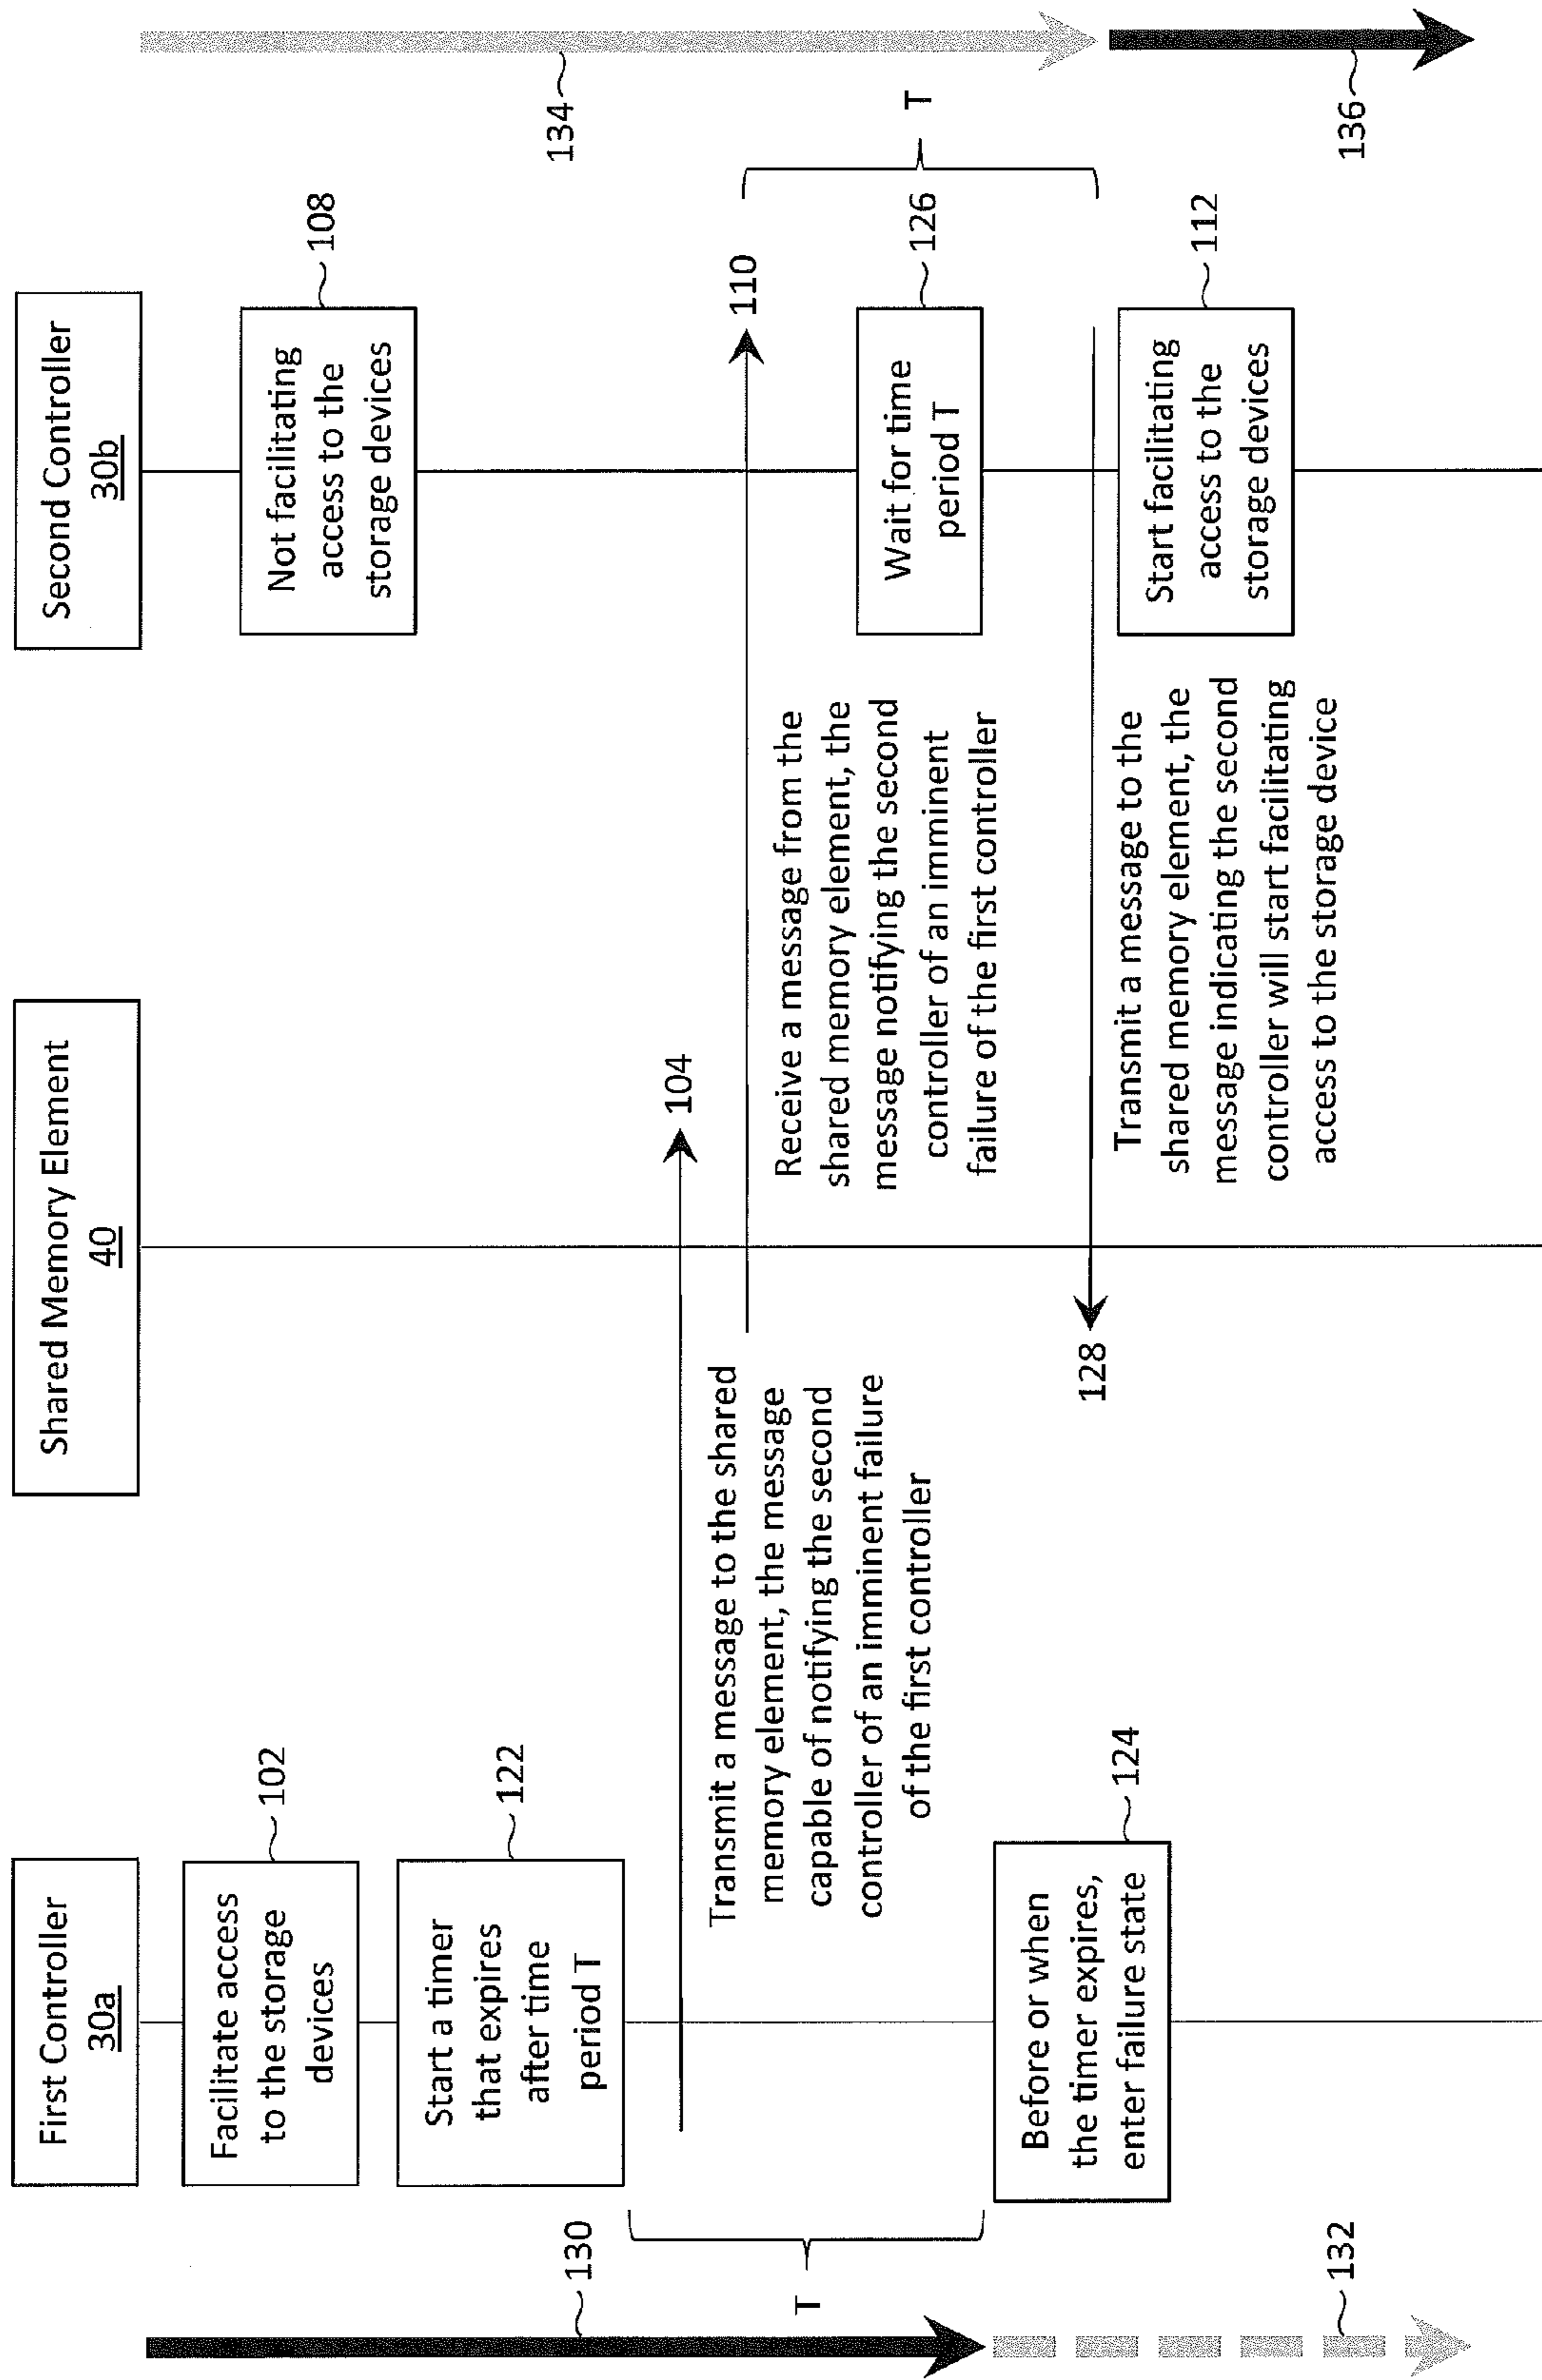 First Controller
30a
Shared Memory Element
40
Second Controller
30b
Facilitate access
to the storage
devices
102
Not facilitating
access to the
storage devices
108
134
Start a timer
that expires
after time
period T
122
130
104
Transmit a message to the shared
memory element, the message
capable of notifying the second
controller of an imminent failure
of the first controller
110
Receive a message from the
shared memory element, the
message notifying the second
controller of an imminent
failure of the first controller
T
T
Wait for time
period T
126
Before or when
the timer expires,
enter failure state
124
128
Transmit a message to the
shared memory element, the
message indicating the second
controller will start facilitating
access to the storage device
Start facilitating
access to the
storage devices
112
132
136